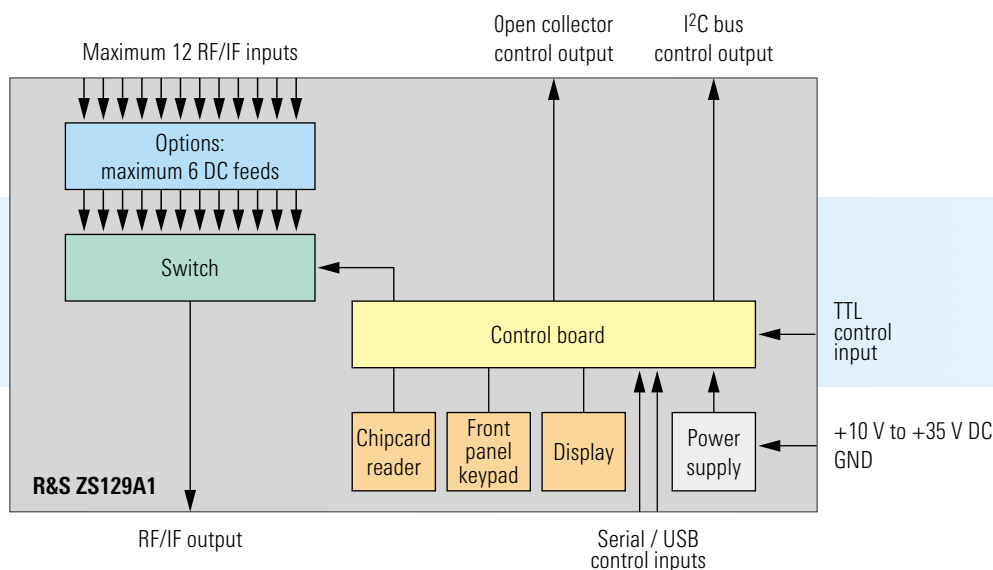 Maximum 12 RF/IF inputs
Open collector
control output
I²C bus
control output
Options:
maximum 6 DC feeds
Switch
Control board
TTL
control
input
Chipcard
reader
Front
panel
keypad
Display
Power
supply
+10 V to +35 V DC
GND
R&S ZS129A1
RF/IF output
Serial / USB
control inputs